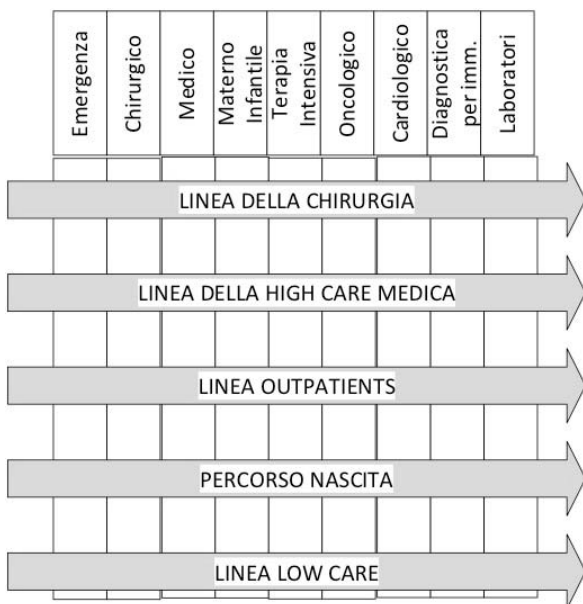 Emergenza
Chirurgico
Medico
Materno
Infantile
Terapia
Intensiva
Oncologico
Cardiologico
Diagnostica
per imm.
Laboratori
LINEA DELLA CHIRURGIA
LINEA DELLA HIGH CARE MEDICA
LINEA OUTPATIENTS
PERCORSO NASCITA
LINEA LOW CARE